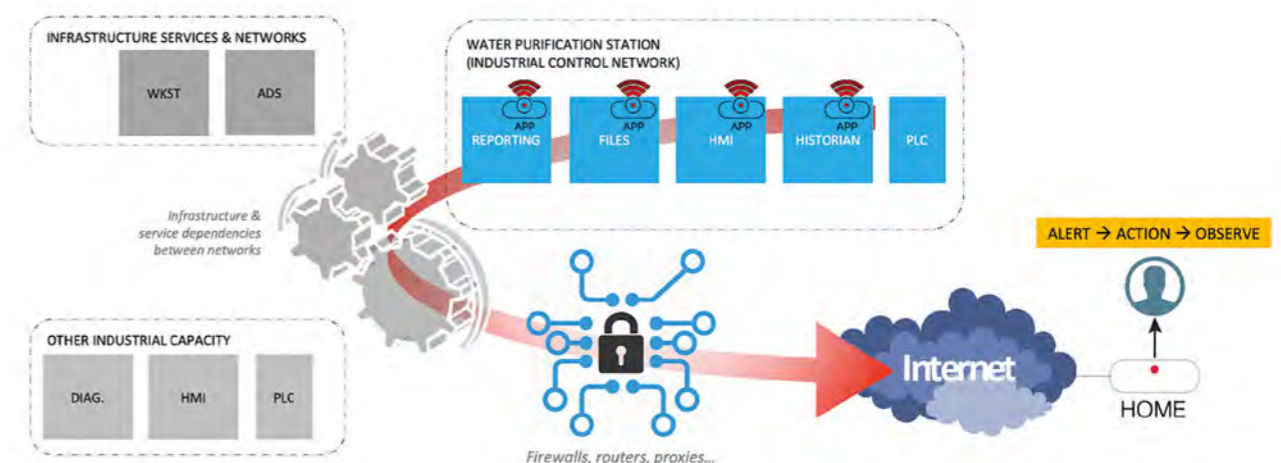 INFRASTRUCTURE SERVICES & NETWORKS
WKST
ADS
WATER PURIFICATION STATION
(INDUSTRIAL CONTROL NETWORK)
APP
APP
APP
APP
REPORTING
FILES
HMI
HISTORIAN
PLC
Infrastructure &
service dependencies
between networks
ALERT → ACTION → OBSERVE
OTHER INDUSTRIAL CAPACITY
DIAG.
HMI
PLC
Internet
HOME
Firewalls, routers, proxies...